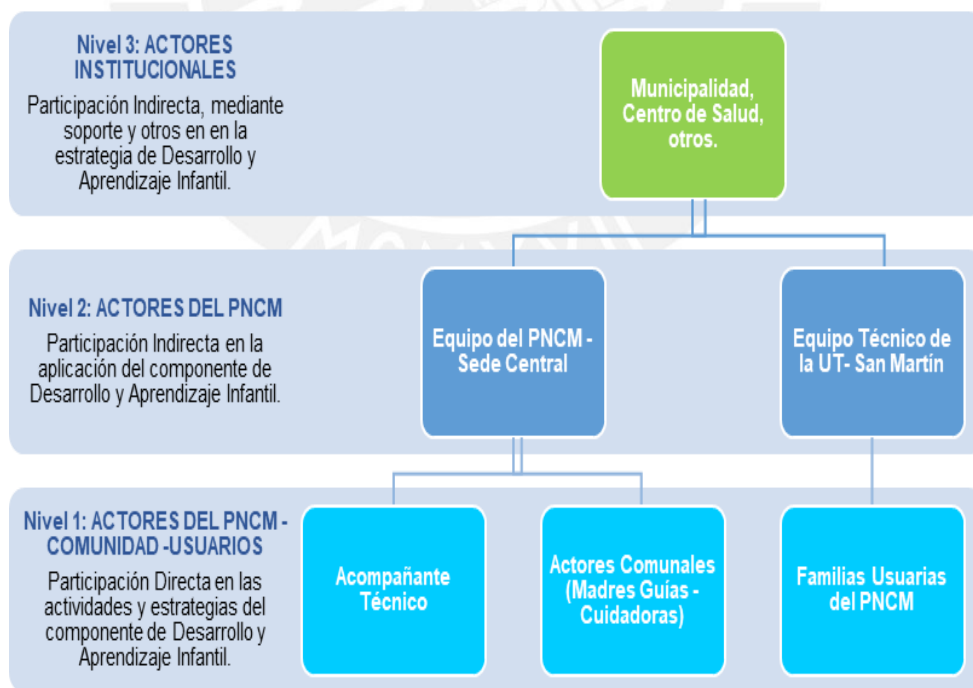 Nivel 3: ACTORES
INSTITUCIONALES
Participación Indirecta, mediante
soporte y otros en en la
estrategia de Desarrollo y
Aprendizaje Infantil.
Municipalidad,
Centro de Salud,
otros.
MCMXVII
Nivel 2: ACTORES DEL PNCM
Participación Indirecta en la
aplicación del componente de
Desarrollo y Aprendizaje Infantil.
Equipo del PNCM -
Sede Central
Equipo Técnico de
la UT- San Martín
Nivel 1: ACTORES DEL PNCM -
COMUNIDAD -USUARIOS
Participación Directa en las
actividades y estrategias del
componente de Desarrollo y
Aprendizaje Infantil.
Acompañante
Técnico
Actores Comunales
(Madres Guías -
Cuidadoras)
Familias Usuarias
del PNCM